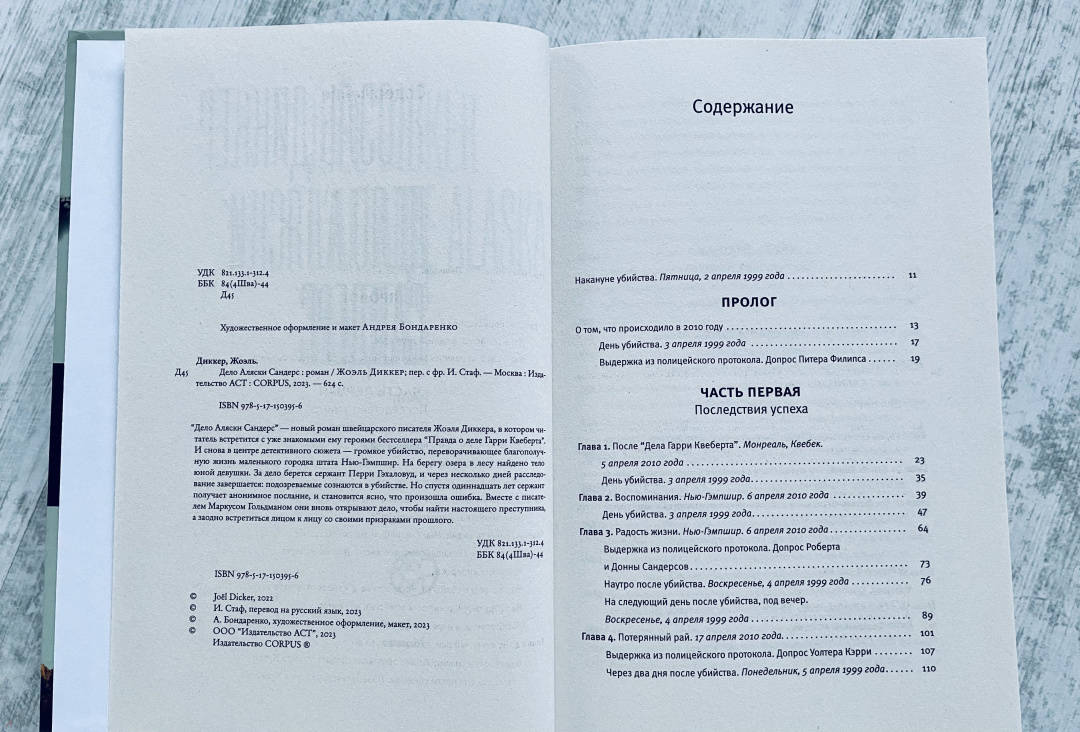 УДК 821.133.1-312.4
ББК 84(4Шва)-44
Д45
Художественное оформление и макет Андрея Бондаренко
Диккер, Жоэль.
Д45 Дело Аляски Сандерс : роман / Жоэль Диккер; пер. с фр. И. Стаф. — Москва : Изда-
тельство АСТ : CORPUS, 2023. — 624 с.
ISBN 978-5-17-150395-6
"Дело Аляски Сандерс" — новый роман швейцарского писателя Жоэля Диккера, в котором чи-
татель встретится с уже знакомыми ему героями бестселлера "Правда о деле Гарри Квеберта".
И снова в центре детективного сюжета — громкое убийство, переворачивающее благополуч-
ную жизнь маленького городка штата Нью-Гэмпшир. На берегу озера в лесу найдено тело
юной девушки. За дело берется сержант Перри Гэхаловуд, и через несколько дней расследо-
вание завершается: подозреваемые сознаются в убийстве. Но спустя одиннадцать лет сержант
получает анонимное послание, и становится ясно, что произошла ошибка. Вместе с писате-
лем Маркусом Гольдманом они вновь открывают дело, чтобы найти настоящего преступника,
а заодно встретиться лицом к лицу со своими призраками прошлого.
УДК 821.133.1-312.4
ББК 84(4Шва)-44
ISBN 978-5-17-150395-6
© Joël Dicker, 2022
© И. Стаф, перевод на русский язык, 2023
© А. Бондаренко, художественное оформление, макет, 2023
© ООО "Издательство АСТ", 2023
Издательство CORPUS ®
Содержание
Накануне убийства. Пятница, 2 апреля 1999 года . . . . . . . . . . . . . . . . . . 11
ПРОЛОГ
О том, что происходило в 2010 году . . . . . . . . . . . . . . . . . . . . . . . . . . . . 13
День убийства. 3 апреля 1999 года . . . . . . . . . . . . . . . . . . . . . . . . 17
Выдержка из полицейского протокола. Допрос Питера Филипса . . . . . . 19
ЧАСТЬ ПЕРВАЯ
Последствия успеха
Глава 1. После "Дела Гарри Квеберта". Монреаль, Квебек.
5 апреля 2010 года . . . . . . . . . . . . . . . . . . . . . . . . . . . . . . . . . . . 23
День убийства. 3 апреля 1999 года. . . . . . . . . . . . . . . . . . . . . . . . . 35
Глава 2. Воспоминания. Нью-Гэмпшир. 6 апреля 2010 года . . . . . . . . . . . . 39
День убийства. 3 апреля 1999 года. . . . . . . . . . . . . . . . . . . . . . . . . 47
Глава 3. Радость жизни. Нью-Гэмпшир. 6 апреля 2010 года . . . . . . . . . . . . . 64
Выдержка из полицейского протокола. Допрос Роберта
и Донны Сандерсов. . . . . . . . . . . . . . . . . . . . . . . . . . . . . . . . . . . 73
Наутро после убийства. Воскресенье, 4 апреля 1999 года . . . . . . . . . . 76
На следующий день после убийства, под вечер.
Воскресенье, 4 апреля 1999 года . . . . . . . . . . . . . . . . . . . . . . . . . . 89
Глава 4. Потерянный рай. 17 апреля 2010 года. . . . . . . . . . . . . . . . . . . . . 101
Выдержка из полицейского протокола. Допрос Уолтера Кэрри . . . . . . . . 107
Через два дня после убийства. Понедельник, 5 апреля 1999 года. . . . . . 110